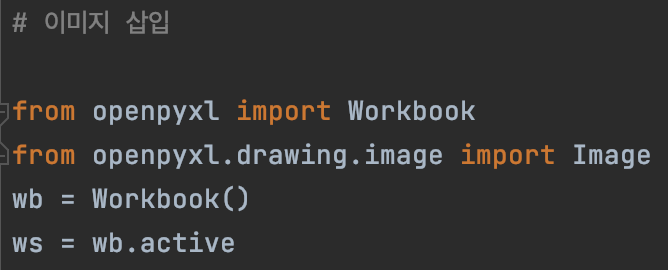 # 이미지 삽입
from openpyxl import Workbook
from openpyxl.drawing.image import Image
wb = Workbook()
ws = wb.active